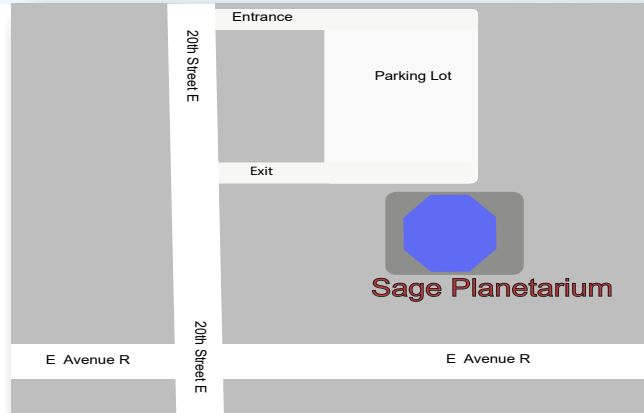 Entrance
20th Street E
Parking Lot
Exit
Sage Planetarium
20th Street E
E Avenue R
E Avenue R